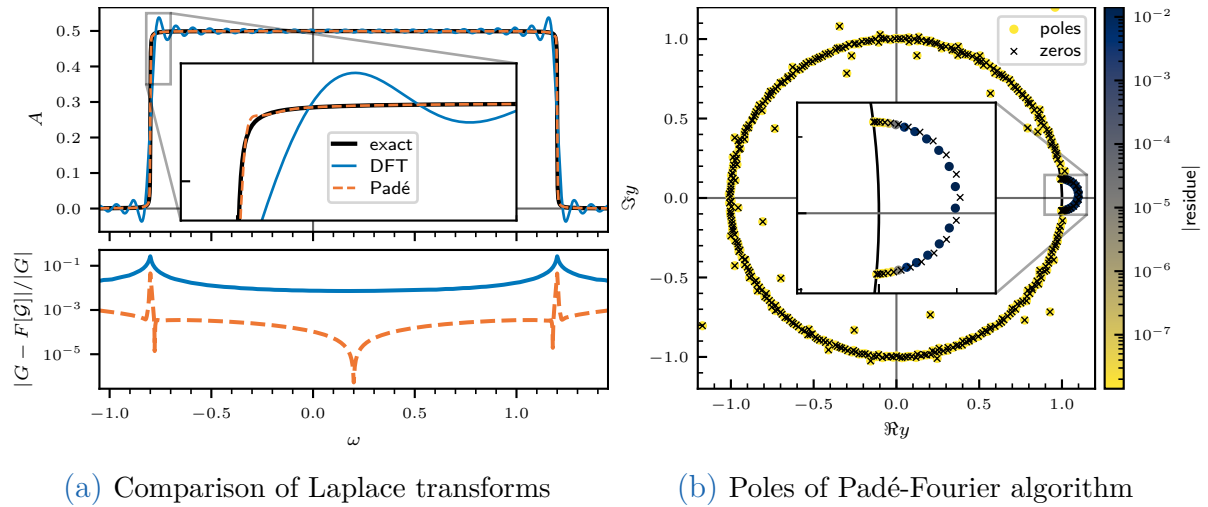 0.5
0.4
0.3
0.2
0.1
0.0
A
exact
DFT
Padé
10⁻¹
10⁻³
10⁻⁵
|G − F[𝒢]|/|G|
−1.0 −0.5 0.0 0.5 1.0
ω
(a) Comparison of Laplace transforms
1.0
0.5
0.0
−0.5
−1.0
ℑy
poles
zeros
−1.0 −0.5 0.0 0.5 1.0
ℜy
10⁻²
10⁻³
10⁻⁴
10⁻⁵
10⁻⁶
10⁻⁷
|residue|
(b) Poles of Padé-Fourier algorithm